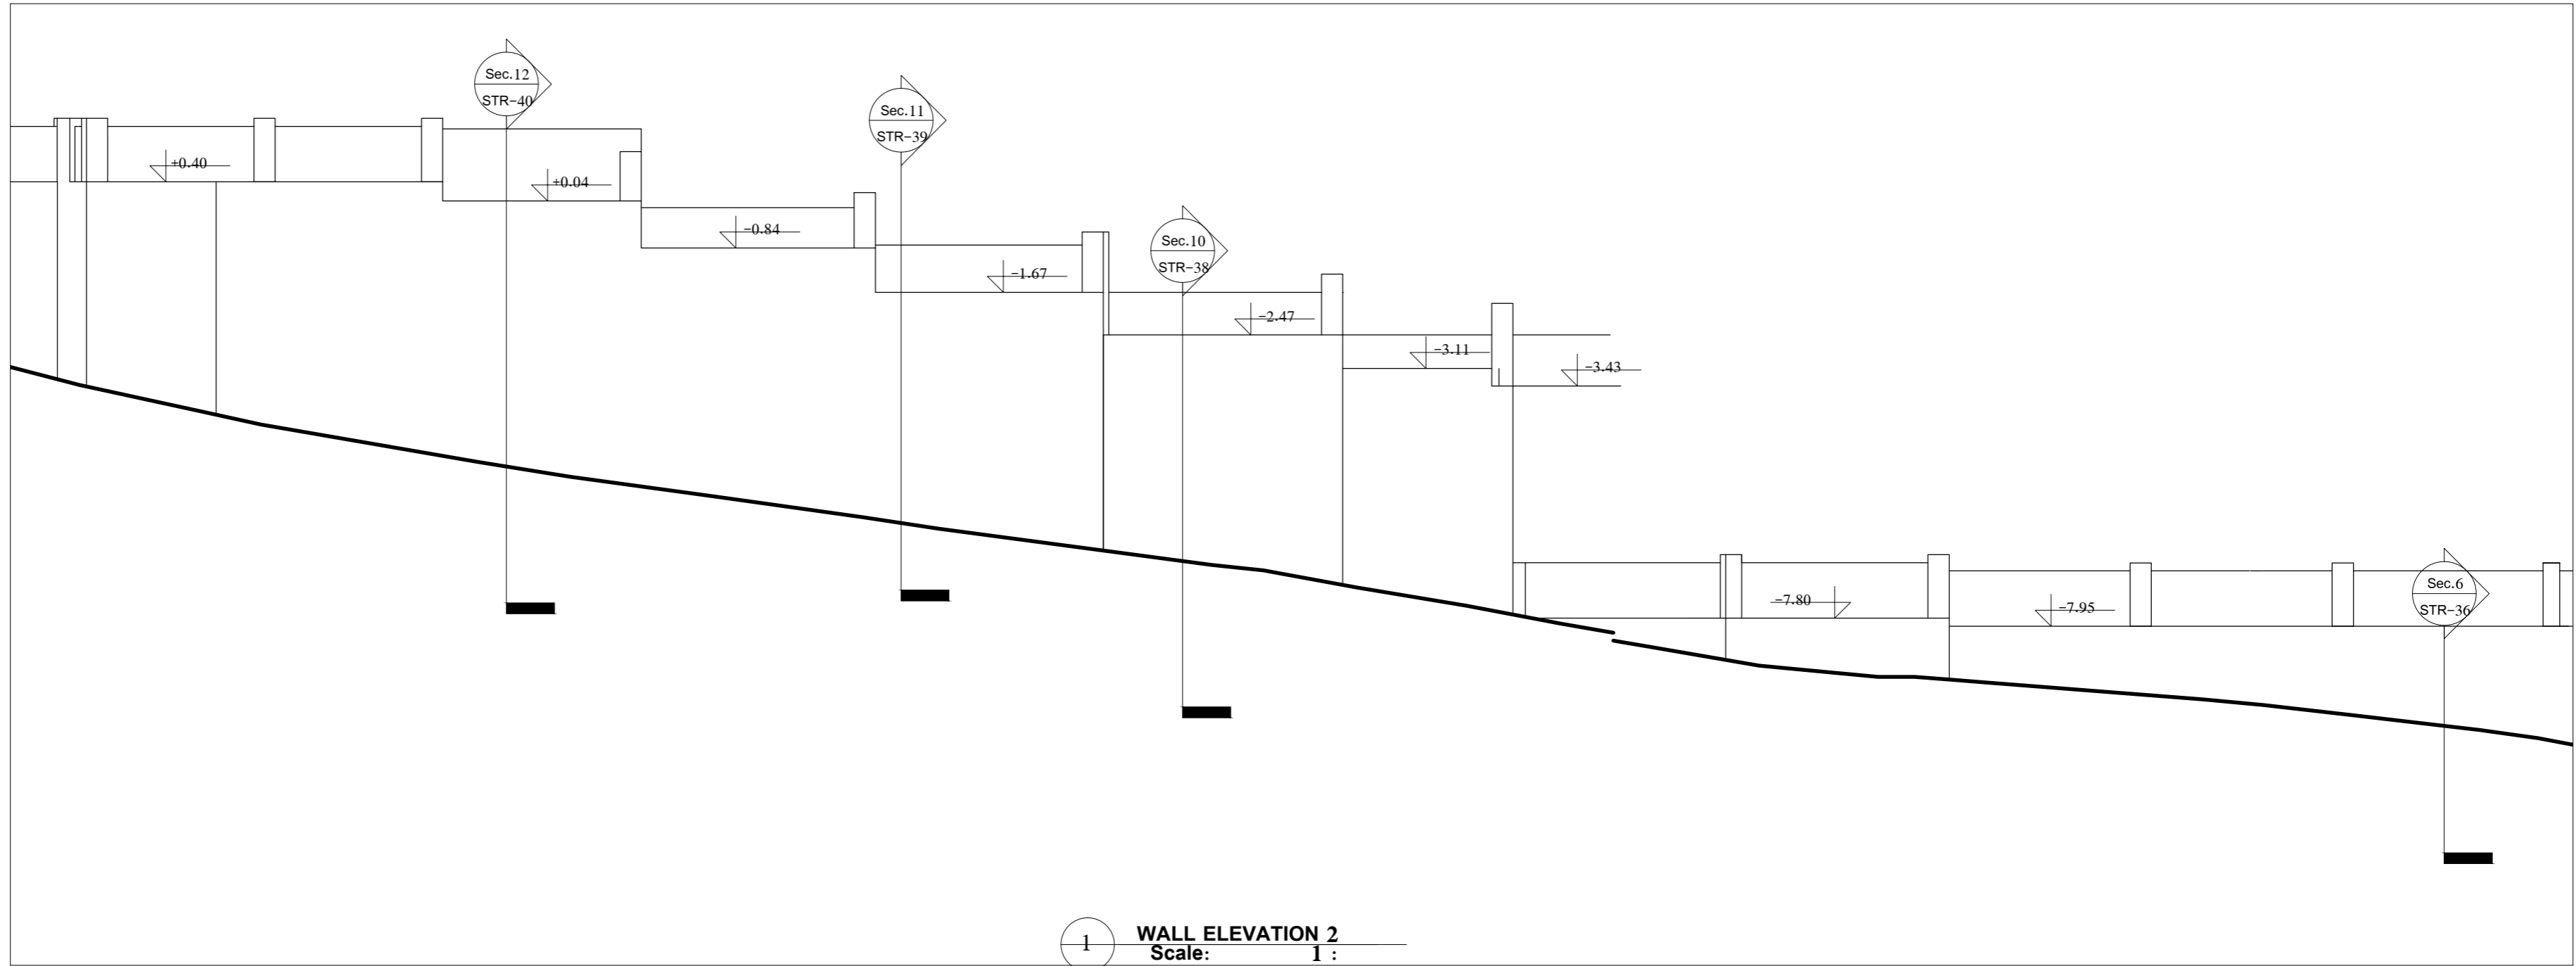 Sec.12
STR-40
Sec.11
STR-39
+0.40
+0.04
-0.84
Sec.10
STR-38
-1.67
-2.47
-3.11
-3.43
Sec.6
STR-36
-7.80
-7.95
1
WALL ELEVATION 2
Scale: 1 :